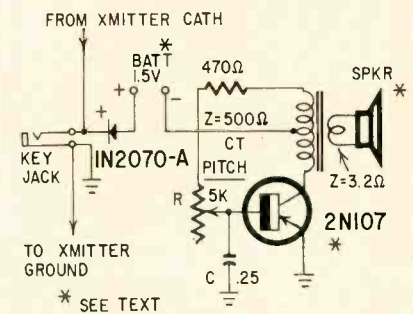 FROM XMITTER CATH
BATT *
1.5V
+ + -
470Ω
SPKR
Z=500Ω
CT
KEY
JACK
1N2070-A
PITCH
Z=3.2Ω
R 5K
2N107
*
TO XMITTER
GROUND
C .25
* SEE TEXT